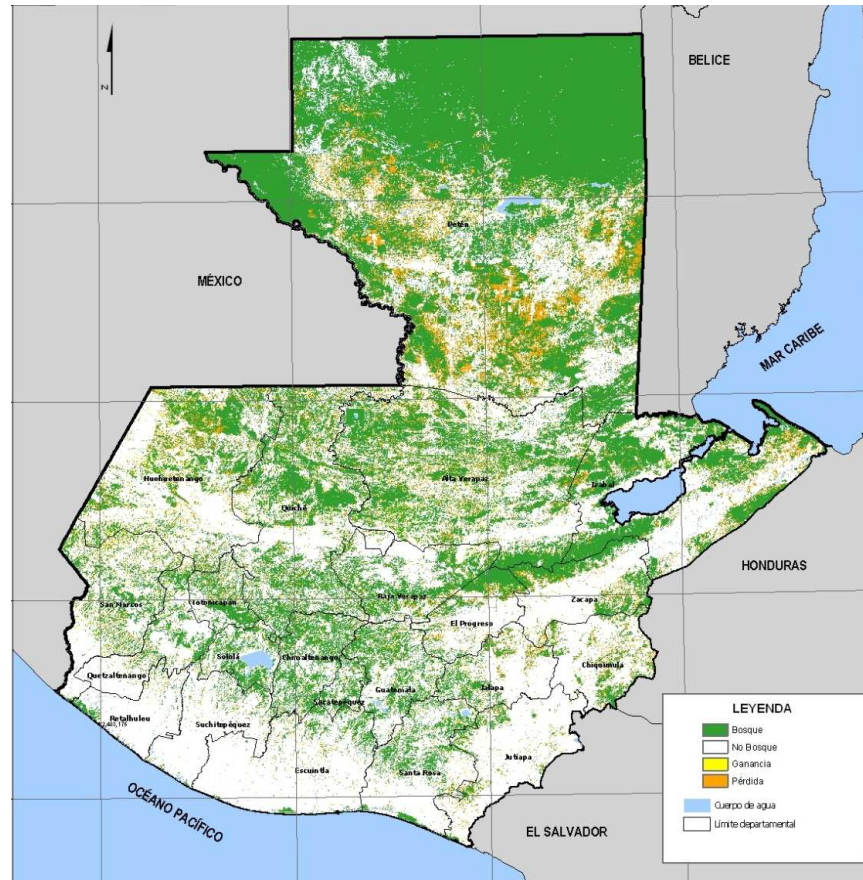 N
BELICE
Petén
MÉXICO
MAR CARIBE
Huehuetenango
Alta Verapaz
Izabal
Quiché
HONDURAS
San Marcos
Totonicapán
Baja Verapaz
Zacapa
El Progreso
Sololá
Chimaltenango
Quetzaltenango
Guatemala
Jalapa
Chiquimula
Sacatepéquez
Retalhuleu
Suchitepéquez
Jutiapa
Escuintla
Santa Rosa
OCÉANO PACÍFICO
EL SALVADOR
LEYENDA
Bosque
No Bosque
Ganancia
Pérdida
Cuerpo de agua
Límite departamental